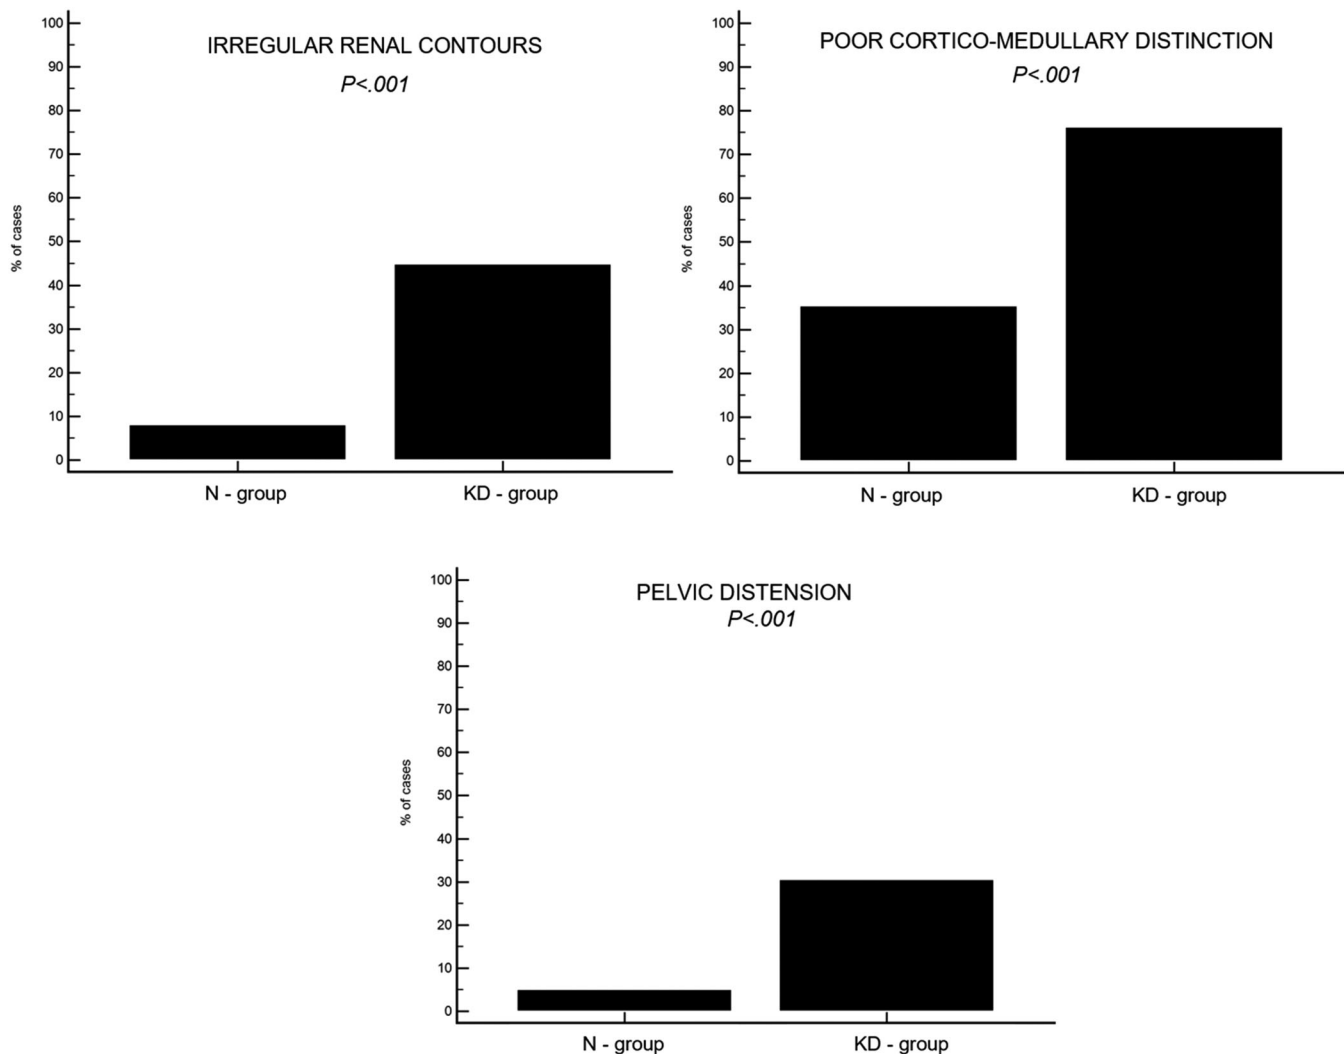 IRREGULAR RENAL CONTOURS
P<.001
% of cases
100
90
80
70
60
50
40
30
20
10
0
N - group KD - group
POOR CORTICO-MEDULLARY DISTINCTION
P<.001
% of cases
100
90
80
70
60
50
40
30
20
10
0
N - group KD - group
PELVIC DISTENSION
P<.001
% of cases
100
90
80
70
60
50
40
30
20
10
0
N - group KD - group